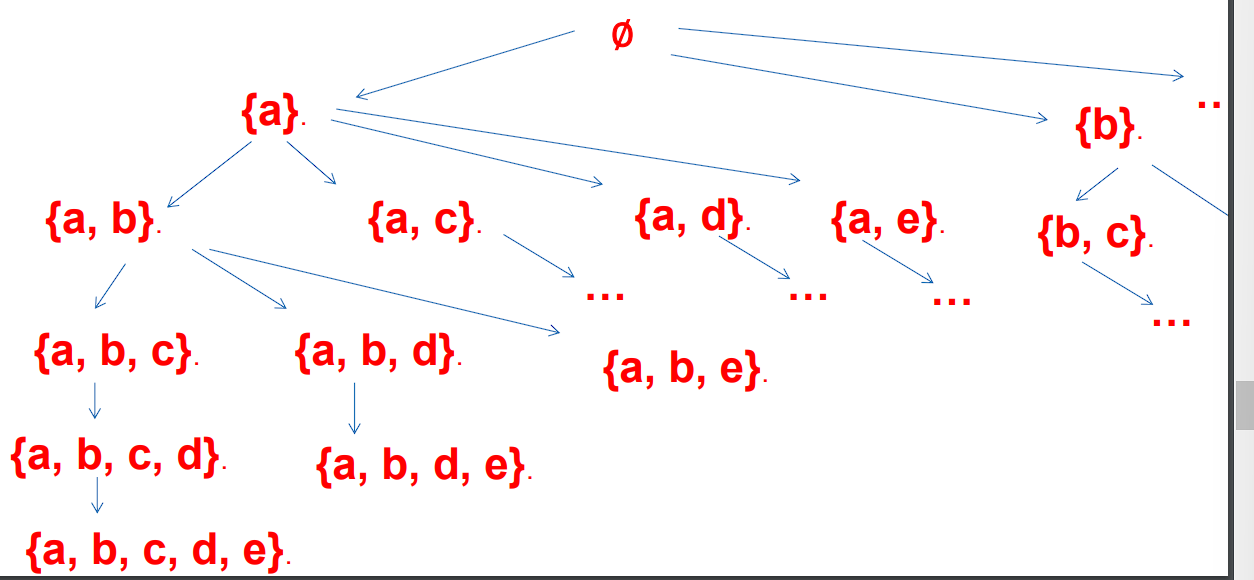 ∅
{a}.
{b}.
..
{a, b}.
{a, c}.
{a, d}.
{a, e}.
{b, c}.
...
...
...
...
{a, b, c}.
{a, b, d}.
{a, b, e}.
{a, b, c, d}.
{a, b, d, e}.
{a, b, c, d, e}.